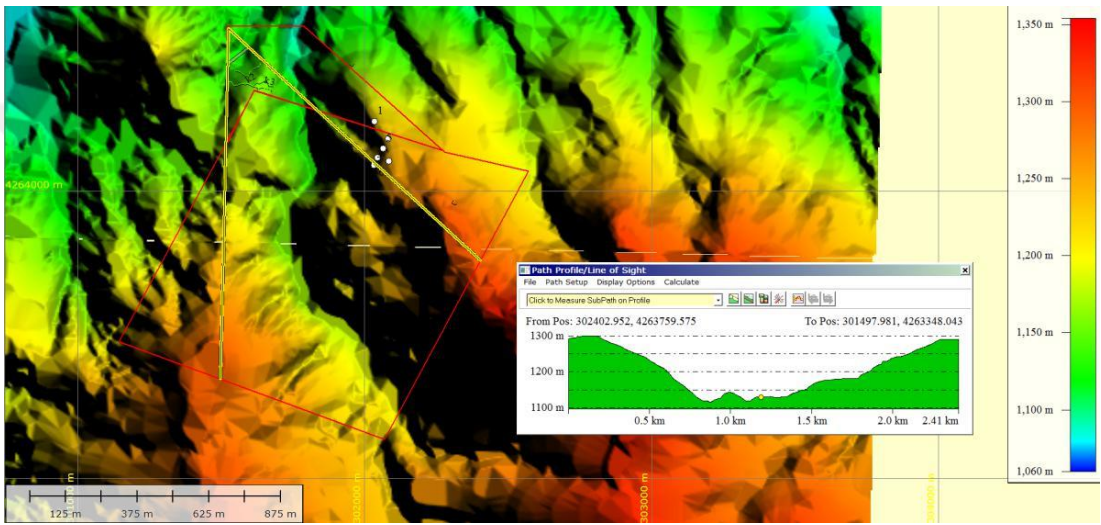 1
4264000 m
302000 m
303000 m
125 m 375 m 625 m 875 m
Path Profile/Line of Sight
File Path Setup Display Options Calculate
Click to Measure SubPath on Profile
From Pos: 302402.952, 4263759.575 To Pos: 301497.981, 4263348.043
1300 m
1200 m
1100 m
0.5 km 1.0 km 1.5 km 2.0 km 2.41 km
1,350 m
1,300 m
1,250 m
1,200 m
1,150 m
1,100 m
1,060 m